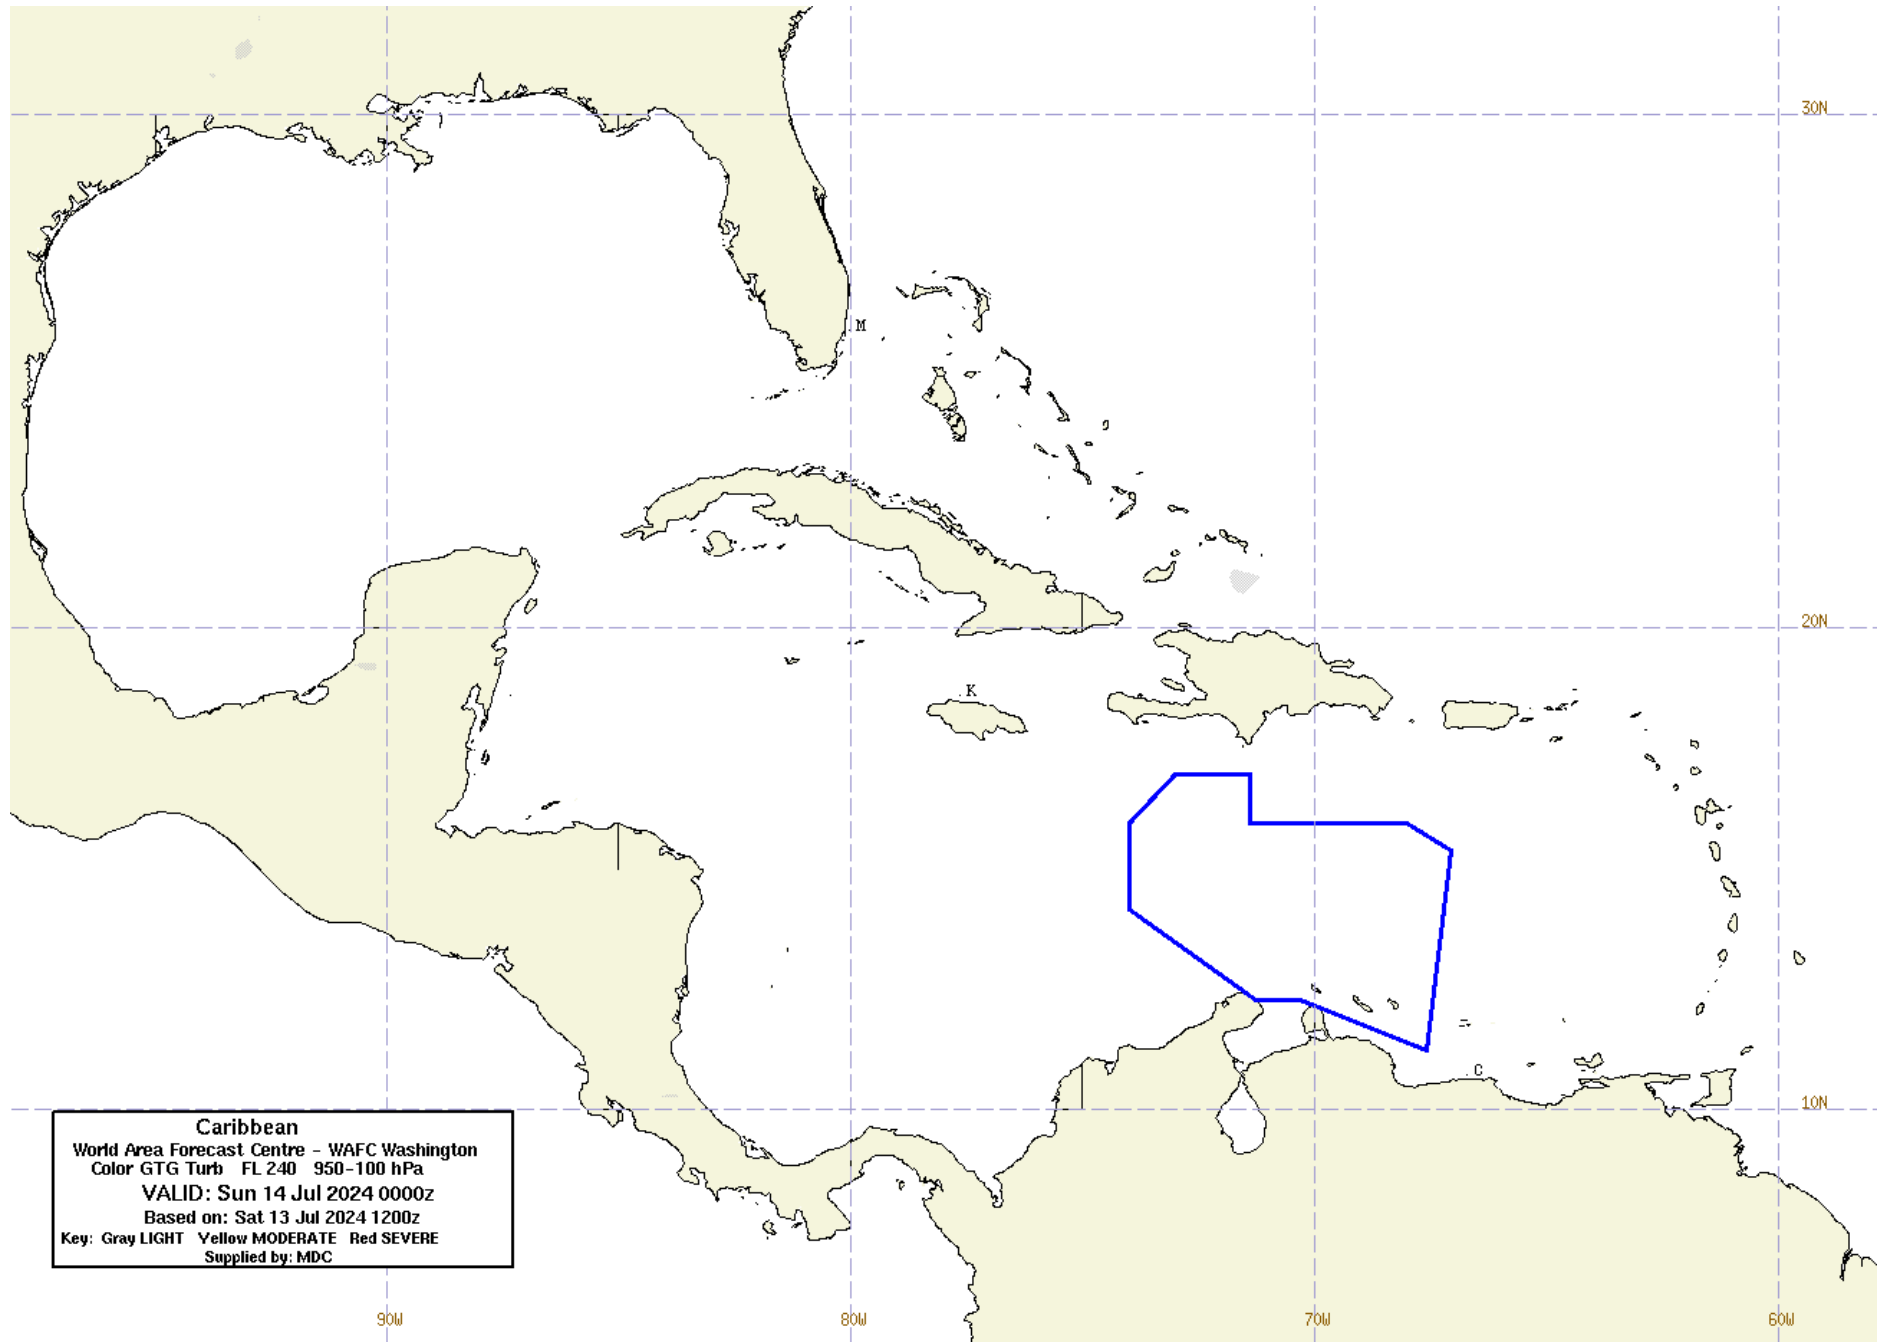 30N
M
20N
K
C
10N
Caribbean
World Area Forecast Centre - WAFC Washington
Color GTG Turb FL 240 950-100 hPa
VALID: Sun 14 Jul 2024 0000z
Based on: Sat 13 Jul 2024 1200z
Key: Gray LIGHT Yellow MODERATE Red SEVERE
Supplied by: MDC
90W 80W 70W 60W